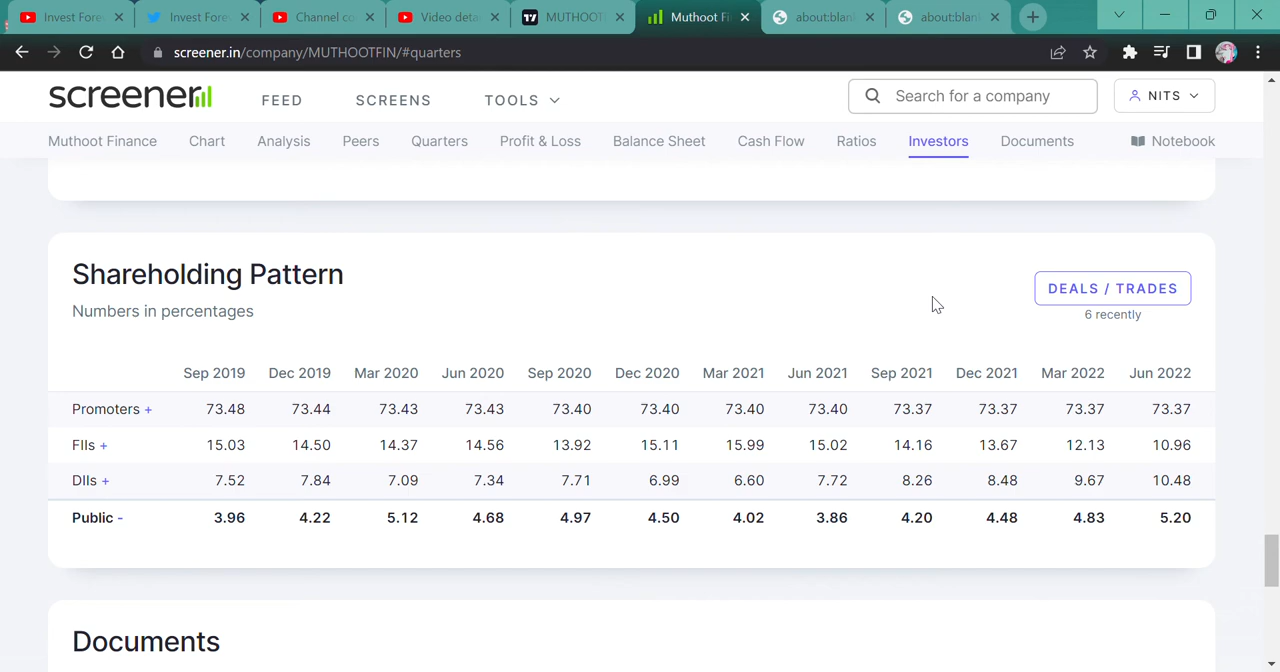 Invest Fore
Invest Fore
Channel co
Video deta
MUTHOOT
Muthoot Fi
about:blan
about:blan
screener.in/company/MUTHOOTFIN/#quarters
screener
FEED
SCREENS
TOOLS
Search for a company
NITS
Muthoot Finance
Chart
Analysis
Peers
Quarters
Profit & Loss
Balance Sheet
Cash Flow
Ratios
Investors
Documents
Notebook
Shareholding Pattern
Numbers in percentages
DEALS / TRADES
6 recently
Sep 2019 Dec 2019 Mar 2020 Jun 2020 Sep 2020 Dec 2020 Mar 2021 Jun 2021 Sep 2021 Dec 2021 Mar 2022 Jun 2022
Promoters + 73.48 73.44 73.43 73.43 73.40 73.40 73.40 73.40 73.37 73.37 73.37 73.37
FIIs + 15.03 14.50 14.37 14.56 13.92 15.11 15.99 15.02 14.16 13.67 12.13 10.96
DIIs + 7.52 7.84 7.09 7.34 7.71 6.99 6.60 7.72 8.26 8.48 9.67 10.48
Public - 3.96 4.22 5.12 4.68 4.97 4.50 4.02 3.86 4.20 4.48 4.83 5.20
Documents